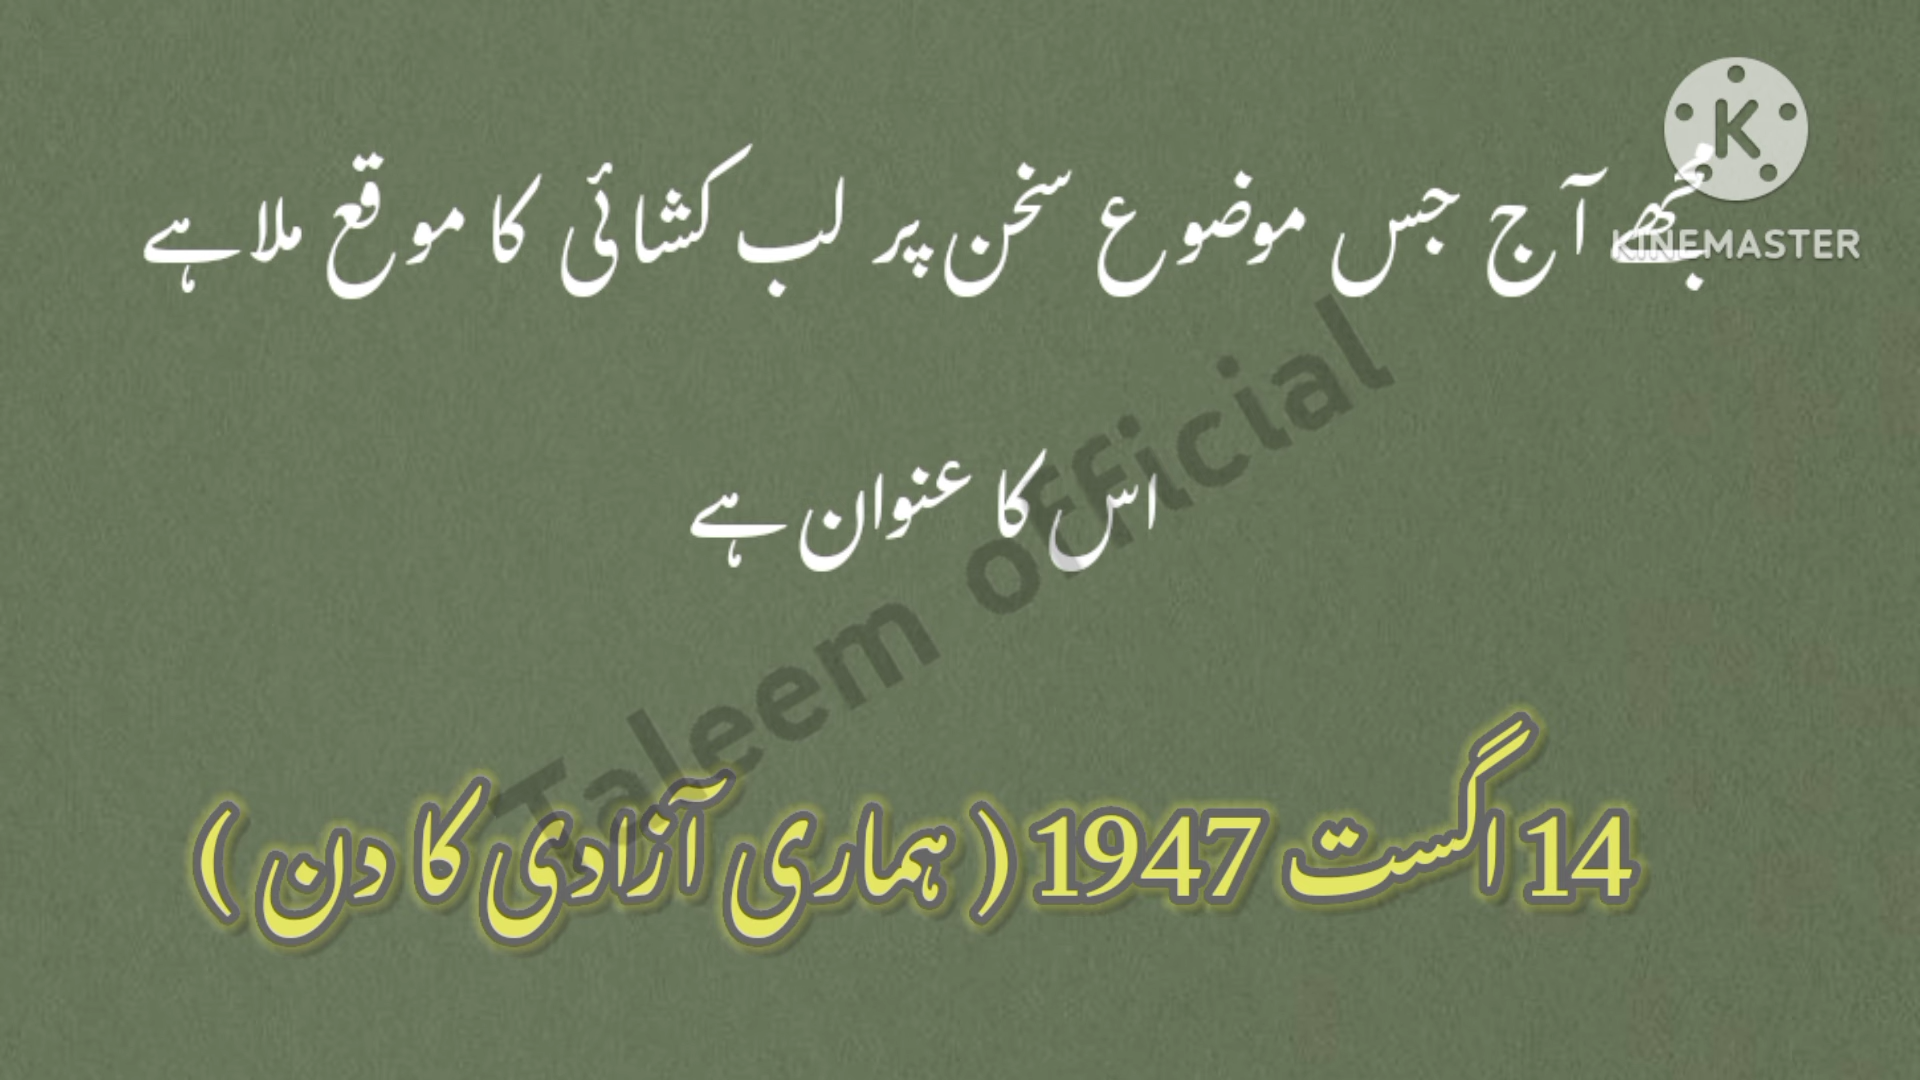 مجھے آج جس موضوع سخن پر لب کشائی کا موقع ملا ہے
اس کا عنوان ہے
14 اگست 1947 ( ہماری آزادی کا دن )
Taleem official
K
KINEMASTER